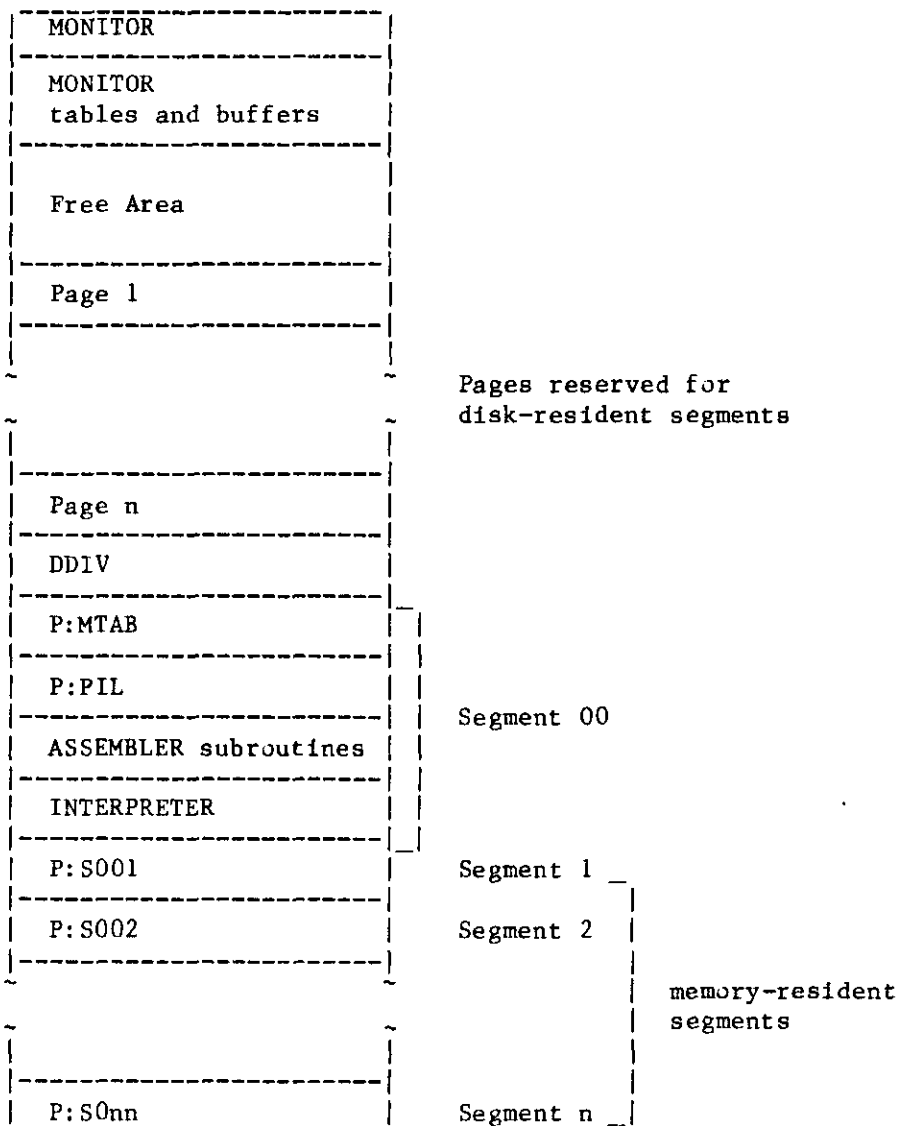 MONITOR
MONITOR
tables and buffers
Free Area
Page 1
Pages reserved for
disk-resident segments
Page n
DDIV
P:MTAB
P:PIL
Segment 00
ASSEMBLER subroutines
INTERPRETER
P:S001 Segment 1
P:S002 Segment 2
memory-resident
segments
P:S0nn Segment n